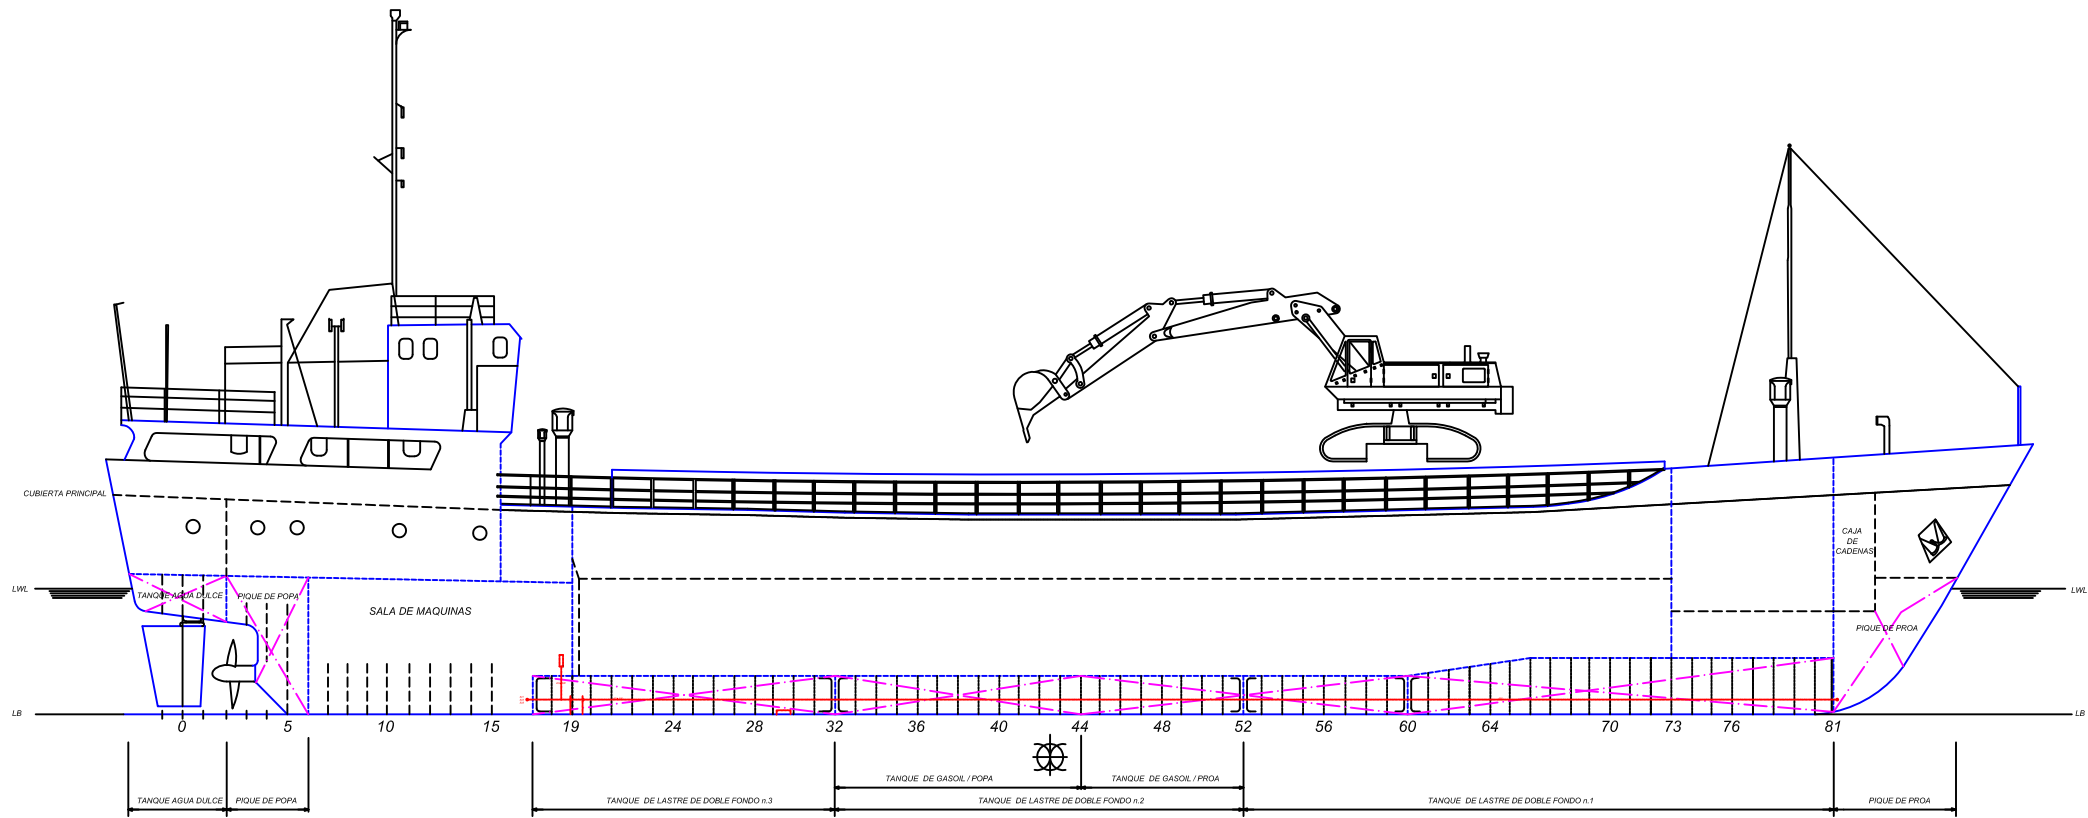 CUBIERTA PRINCIPAL
CAJA
DE
CADENAS
LWL
TANQUE AGUA DULCE
PIQUE DE POPA
SALA DE MAQUINAS
LWL
PIQUE DE PROA
LB
LB
0 5 10 15 19 24 28 32 36 40 44 48 52 56 60 64 70 73 76 81
TANQUE DE GASOIL / POPA
TANQUE DE GASOIL / PROA
TANQUE AGUA DULCE
PIQUE DE POPA
TANQUE DE LASTRE DE DOBLE FONDO n.3
TANQUE DE LASTRE DE DOBLE FONDO n.2
TANQUE DE LASTRE DE DOBLE FONDO n.1
PIQUE DE PROA